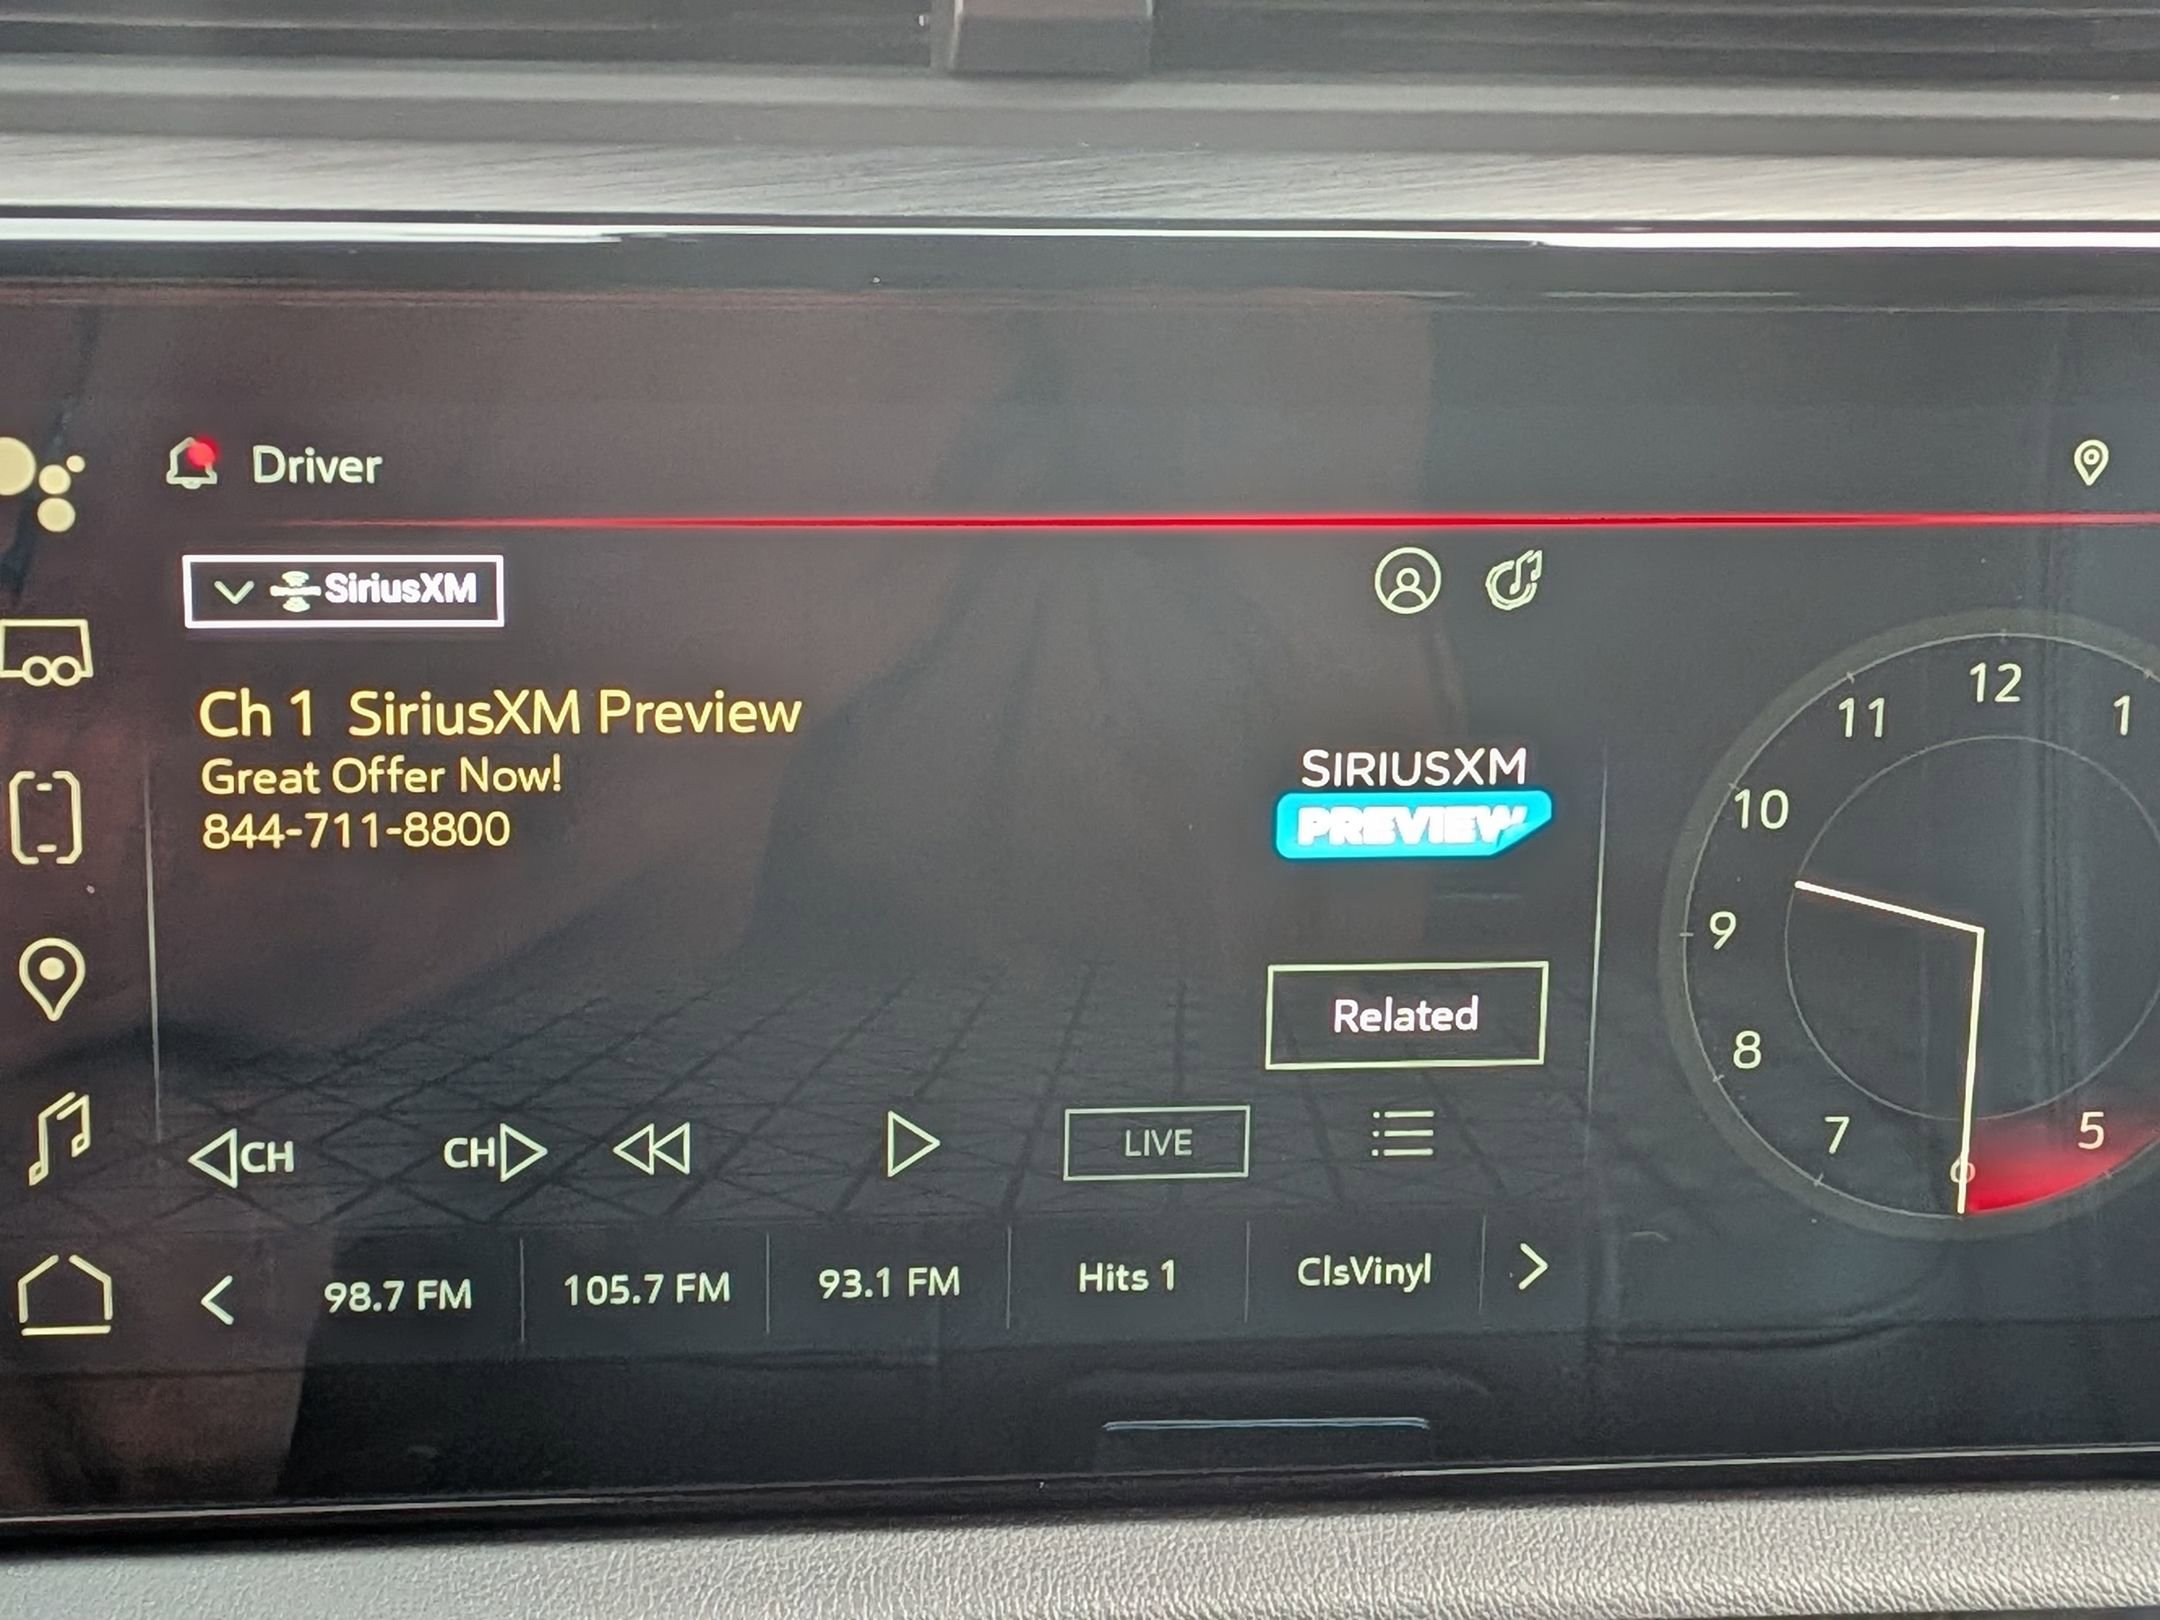 Driver
SiriusXM
Ch 1 SiriusXM Preview
Great Offer Now!
844-711-8800
SIRIUSXM
PREVIEW
Related
CH
CH
LIVE
98.7 FM
105.7 FM
93.1 FM
Hits 1
ClsVinyl
12
1
11
10
9
8
7
6
5